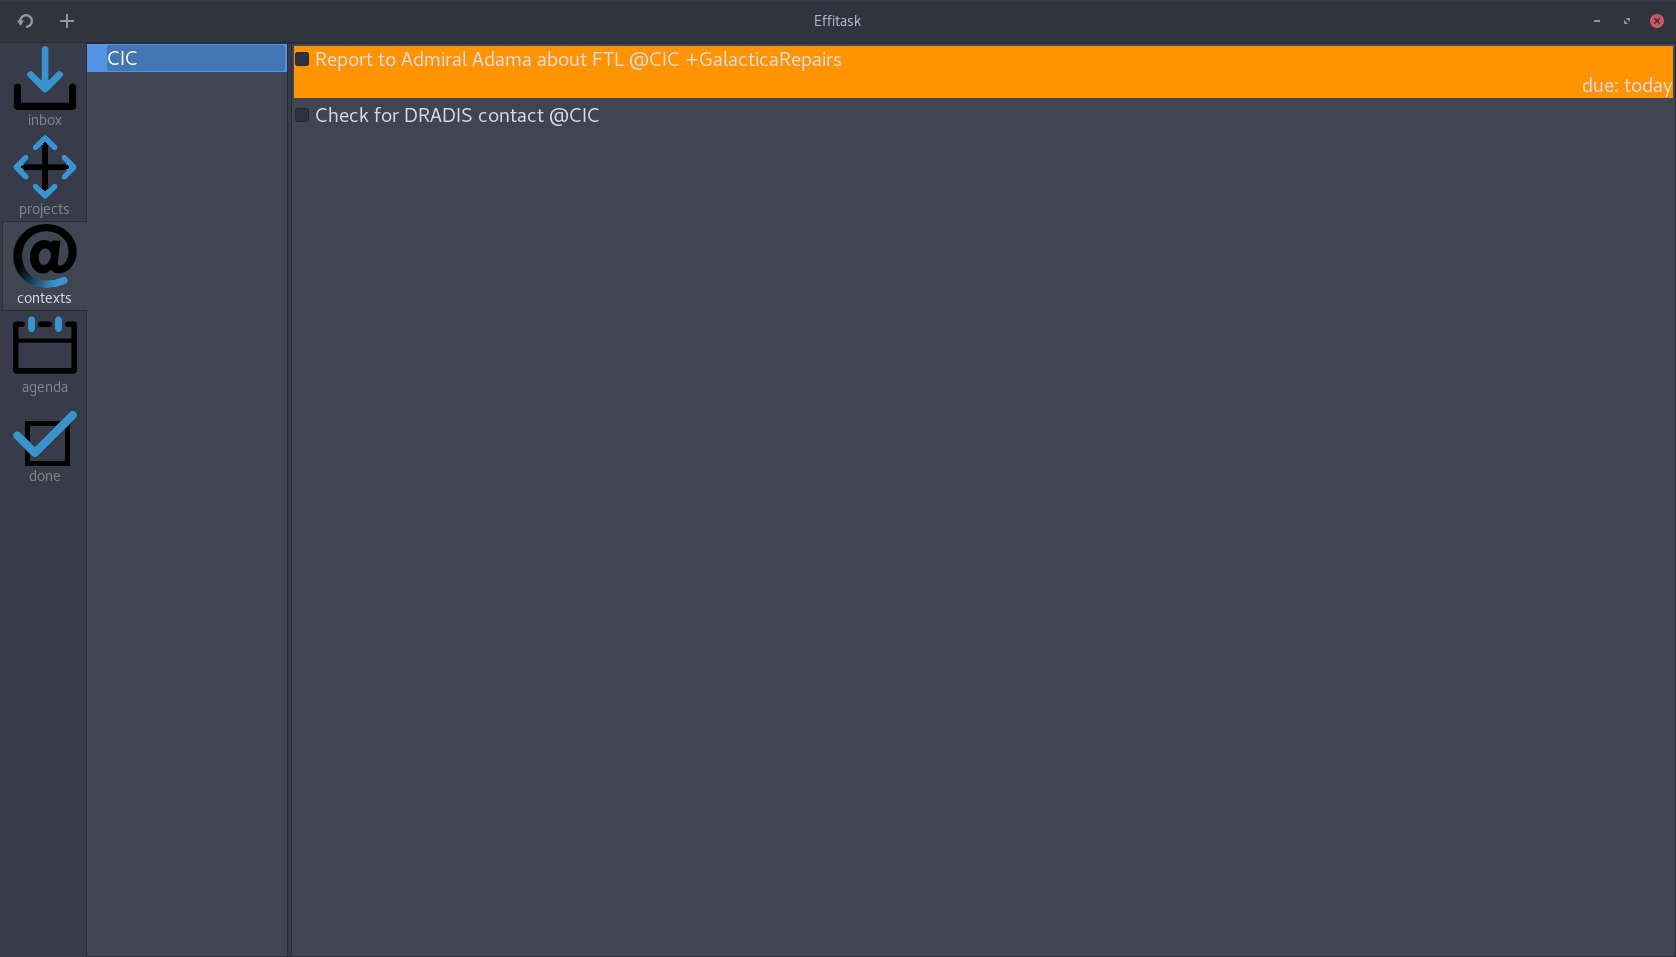 Effitask
inbox
projects
contexts
agenda
done
CIC
Report to Admiral Adama about FTL @CIC +GalacticaRepairs
due: today
Check for DRADIS contact @CIC